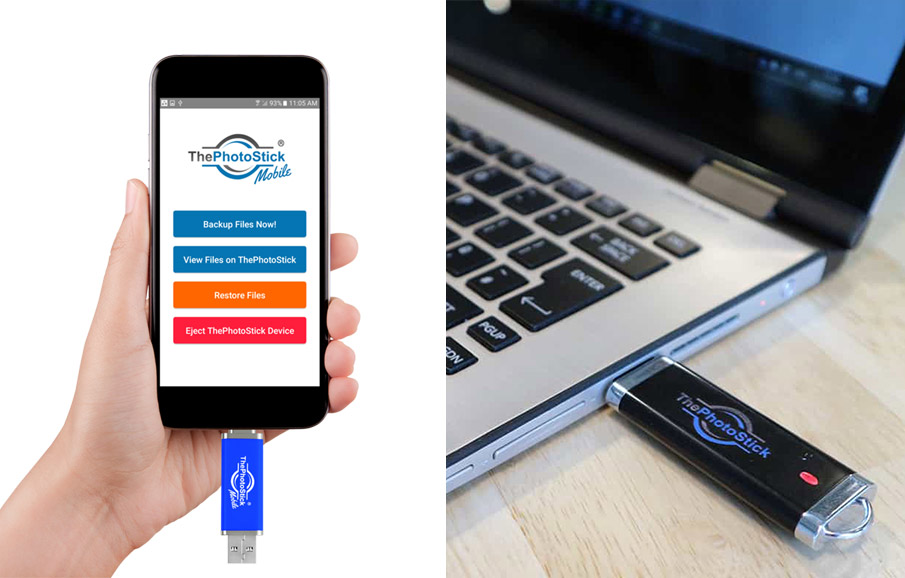 93% 11:05 AM
ThePhotoStick®
Mobile
Backup Files Now!
View Files on ThePhotoStick
Restore Files
Eject ThePhotoStick Device
ThePhotoStick®
Mobile
BACK
SPACE
ENTER
PGUP
PGDN
ThePhotoStick